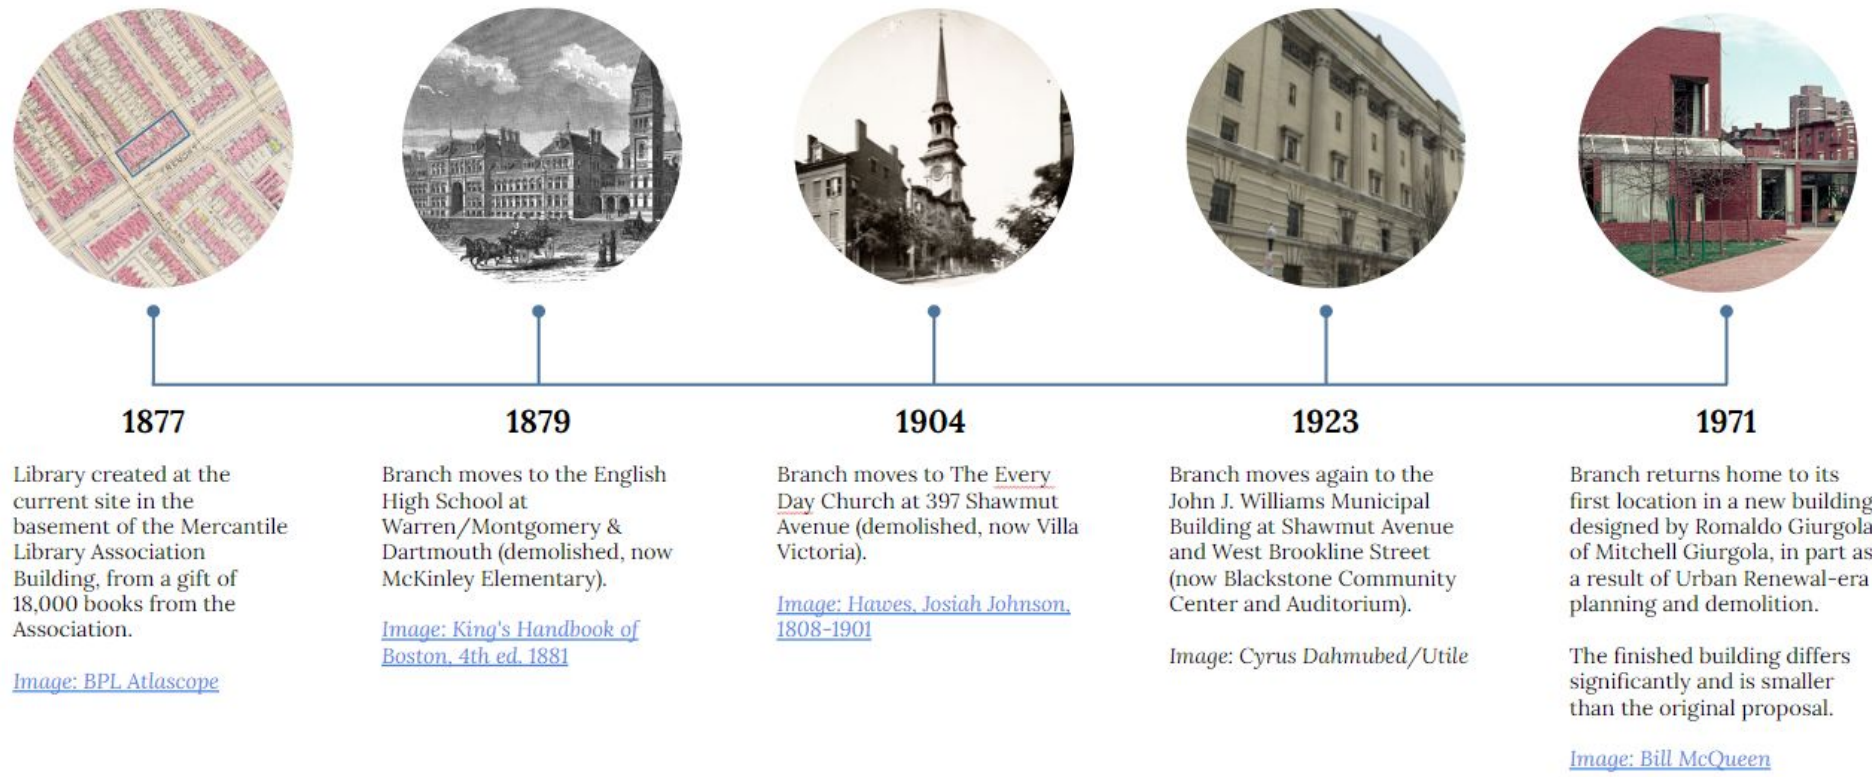 1877
Library created at the
current site in the
basement of the Mercantile
Library Association
Building, from a gift of
18,000 books from the
Association.
Image: BPL Atlascope
1879
Branch moves to the English
High School at
Warren/Montgomery &
Dartmouth (demolished, now
McKinley Elementary).
Image: King's Handbook of
Boston, 4th ed. 1881
1904
Branch moves to The Every
Day Church at 397 Shawmut
Avenue (demolished, now Villa
Victoria).
Image: Hawes, Josiah Johnson,
1808-1901
1923
Branch moves again to the
John J. Williams Municipal
Building at Shawmut Avenue
and West Brookline Street
(now Blackstone Community
Center and Auditorium).
Image: Cyrus Dahmubed/Utile
1971
Branch returns home to its
first location in a new building
designed by Romaldo Giurgola
of Mitchell Giurgola, in part as
a result of Urban Renewal-era
planning and demolition.
The finished building differs
significantly and is smaller
than the original proposal.
Image: Bill McQueen